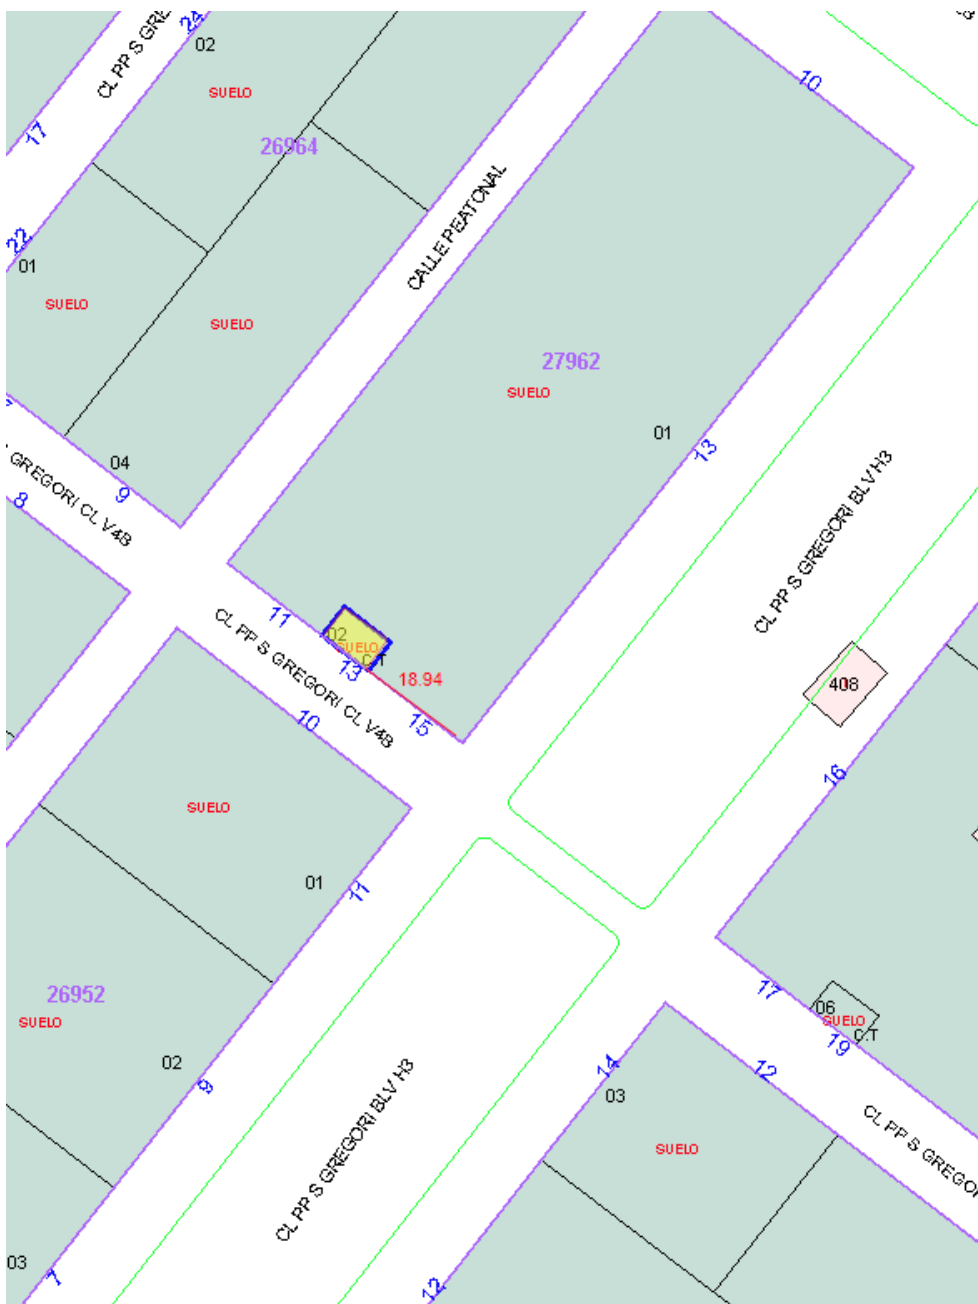 24
CL PP S GRE
02
10
SUELO
17
26964
CALLE PEATONAL
22
01
SUELO
SUELO
27962
SUELO
01
13
04
9
GREGORI CL V4B
8
CL PP S GREGORI BLV H3
11
02
SUELO
C.T
13
18.94
CL PP S GREGORI CL V4B
15
10
408
16
SUELO
01
11
26952
SUELO
17
06
SUELO
C.T
19
02
9
14
12
03
CL PP S GREGORI BLV H3
CL PP S GREGO
SUELO
03
7
12